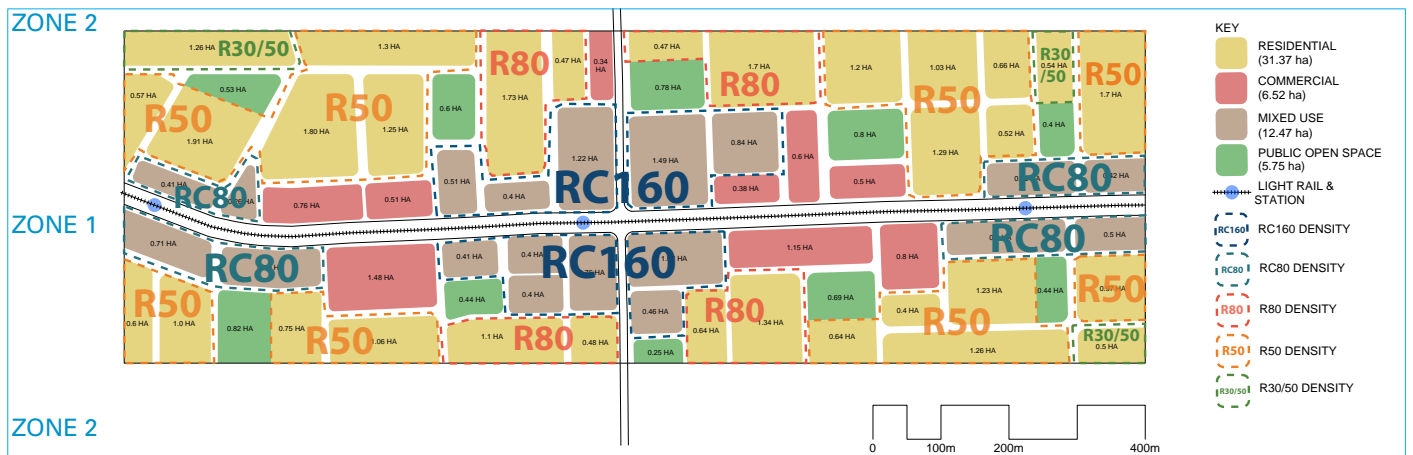 ZONE 2
ZONE 1
ZONE 2
1.26 HA
R30/50
1.3 HA
R80
0.47 HA
0.34
HA
0.47 HA
1.7 HA
R80
1.2 HA
1.03 HA
0.66 HA
R30
/50
0.54 HA
R50
1.7 HA
0.57 HA
0.53 HA
R50
1.91 HA
1.80 HA
R50
1.25 HA
0.6 HA
1.73 HA
0.78 HA
0.8 HA
R50
0.52 HA
0.4 HA
1.22 HA
1.49 HA
0.84 HA
0.6 HA
1.29 HA
0.41 HA
RC80
0.76 HA
0.51 HA
0.51 HA
0.4 HA
RC160
0.38 HA
0.5 HA
RC80
0.71 HA
RC80
1.48 HA
0.41 HA
0.4 HA
RC160
1.15 HA
0.8 HA
RC80
0.5 HA
R50
0.6 HA
1.0 HA
0.82 HA
0.75 HA
R50
1.06 HA
0.44 HA
0.4 HA
1.1 HA
R80
0.48 HA
0.46 HA
0.25 HA
R80
0.64 HA
1.34 HA
0.69 HA
0.64 HA
0.4 HA
R50
1.23 HA
1.26 HA
0.44 HA
R50
R30/50
0.5 HA
KEY
RESIDENTIAL
(31.37 ha)
COMMERCIAL
(6.52 ha)
MIXED USE
(12.47 ha)
PUBLIC OPEN SPACE
(5.75 ha)
LIGHT RAIL &
STATION
RC160 RC160 DENSITY
RC80 RC80 DENSITY
R80 R80 DENSITY
R50 R50 DENSITY
R30/50 R30/50 DENSITY
0 100m 200m 400m